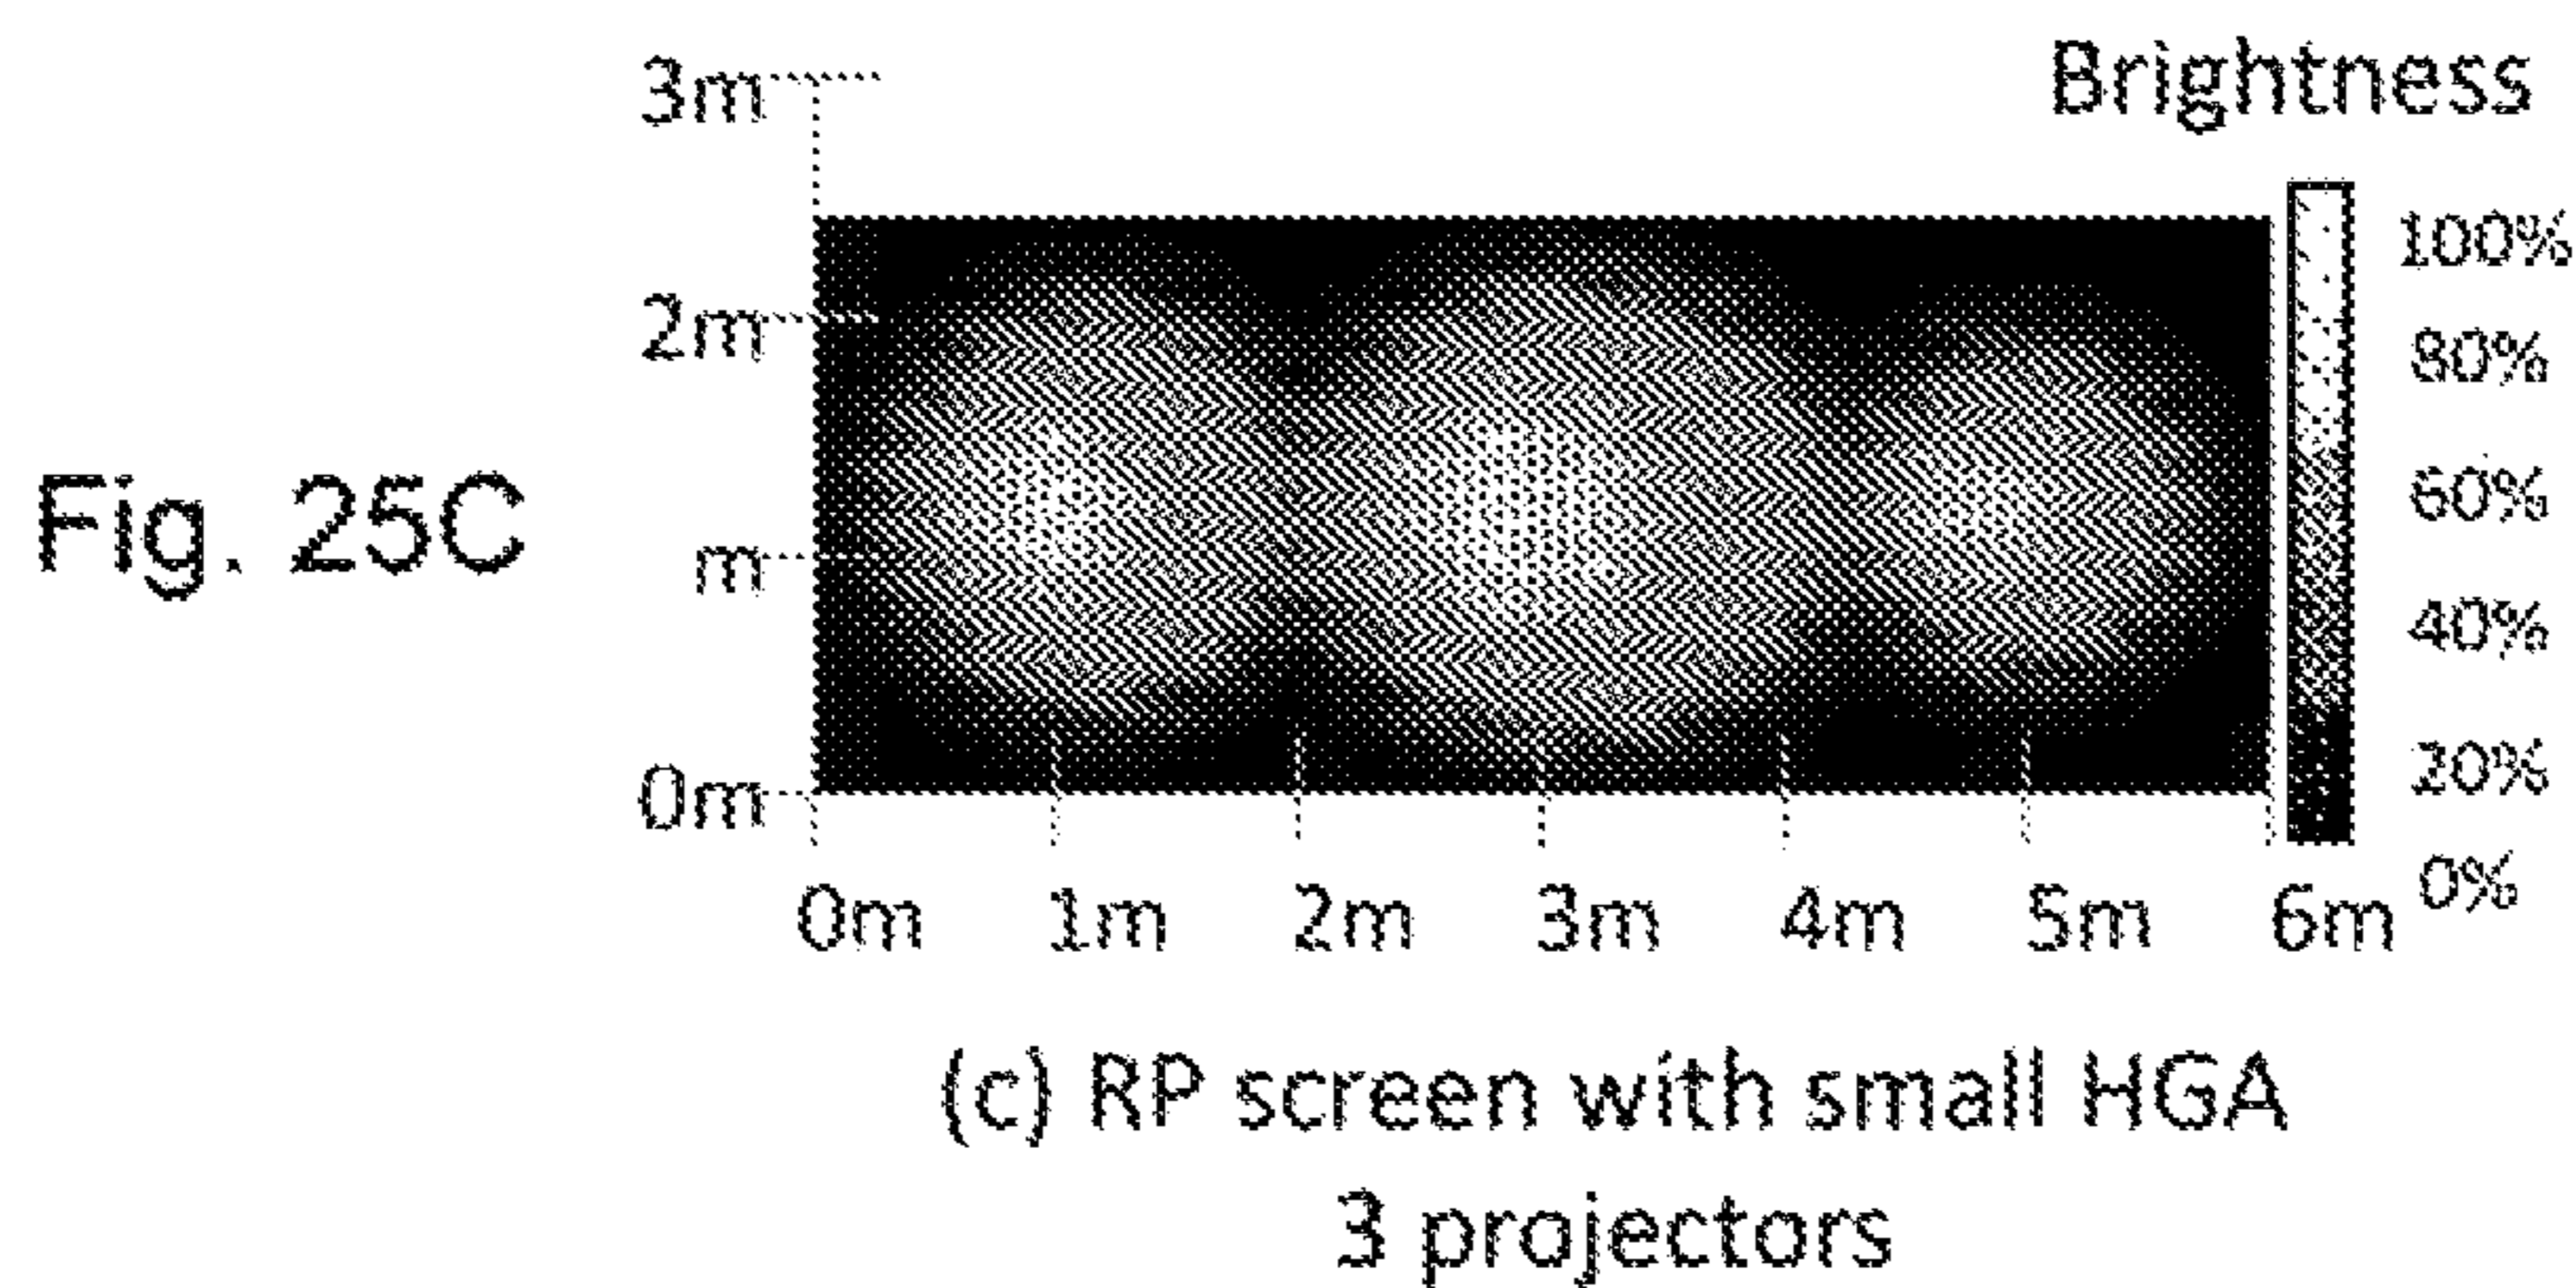 Brightness
3m
2m
m
0m
Fig. 25C
100%
80%
60%
40%
20%
0%
0m 1m 2m 3m 4m 5m 6m
(c) RP screen with small HGA
3 projectors